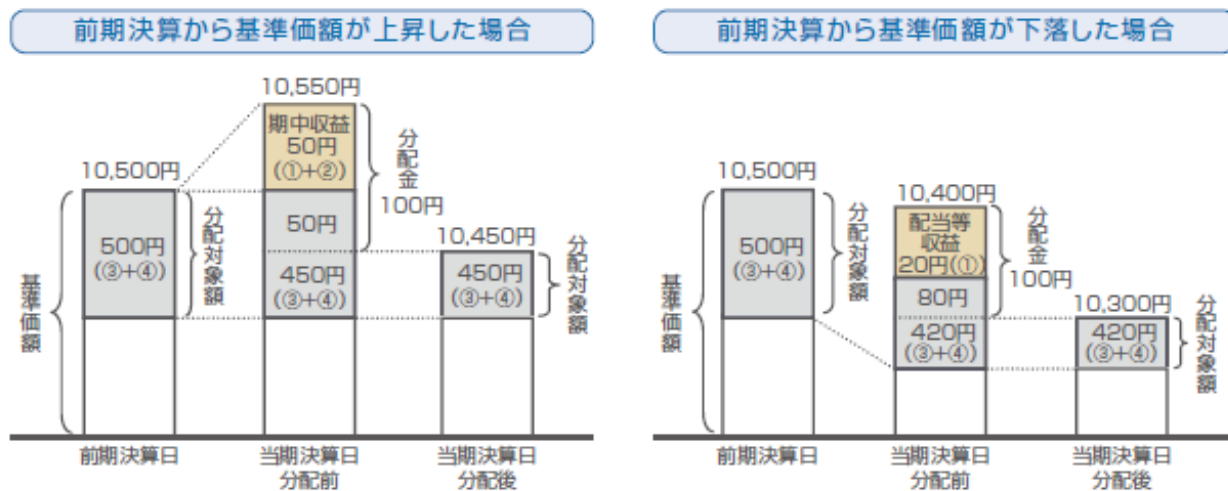 前期決算から基準価額が上昇した場合
10,550円
期中収益
50円
(①+②)
10,500円
分配金
100円
50円
500円
(③+④)
分配対象額
10,450円
450円
(③+④)
450円
(③+④)
分配対象額
基準価額
前期決算日
当期決算日
分配前
当期決算日
分配後
前期決算から基準価額が下落した場合
10,500円
10,400円
配当等
収益
20円(①)
分配金
100円
500円
(③+④)
分配対象額
80円
10,300円
420円
(③+④)
420円
(③+④)
分配対象額
基準価額
前期決算日
当期決算日
分配前
当期決算日
分配後